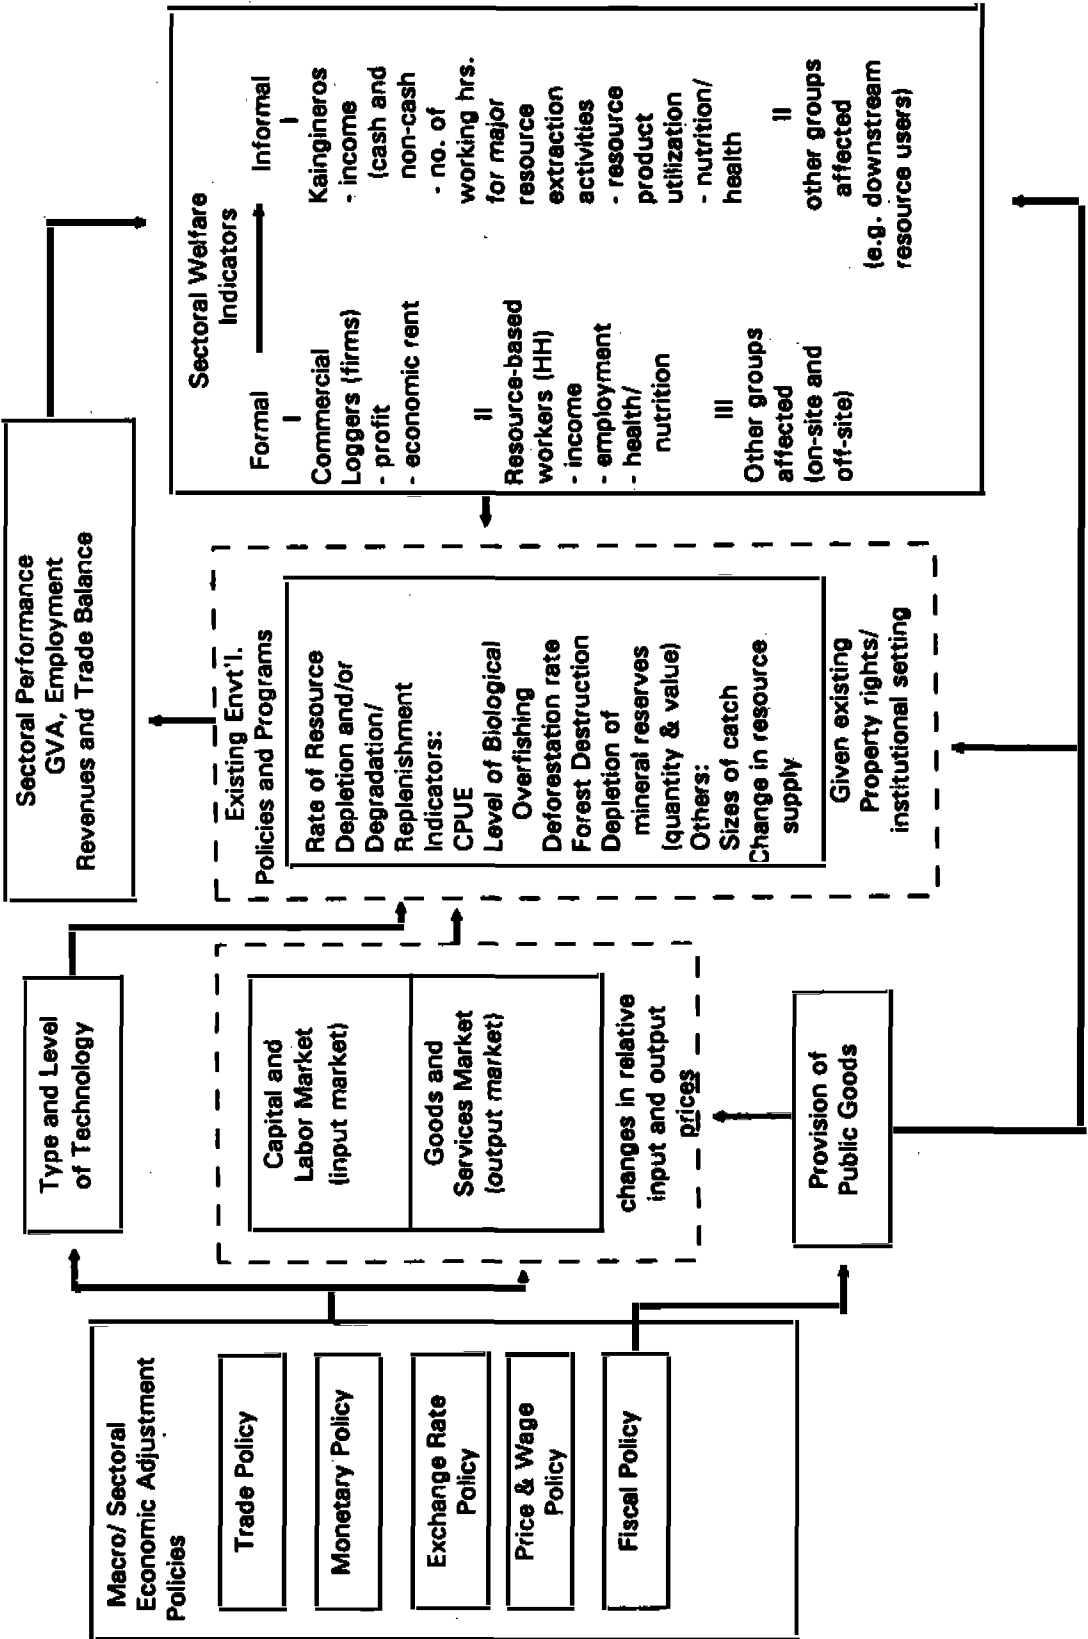 Macro/ Sectoral
Economic Adjustment
Policies
Trade Policy
Monetary Policy
Exchange Rate
Policy
Price & Wage
Policy
Fiscal Policy
Type and Level
of Technology
Capital and
Labor Market
(input market)
Goods and
Services Market
(output market)
changes in relative
input and output
prices
Provision of
Public Goods
Sectoral Performance
GVA, Employment
Revenues and Trade Balance
Existing Envt'l.
Policies and Programs
Rate of Resource
Depletion and/or
Degradation/
Replenishment
Indicators:
CPUE
Level of Biological
Overfishing
Deforestation rate
Forest Destruction
Depletion of
mineral reserves
(quantity & value)
Others:
Sizes of catch
Change in resource
supply
Given existing
Property rights/
institutional setting
Sectoral Welfare
Indicators
Formal
I
Commercial
Loggers (firms)
- profit
- economic rent
II
Resource-based
workers (HH)
- income
- employment
- health/
nutrition
III
Other groups
affected
(on-site and
off-site)
Informal
I
Kaingineros
- income
(cash and
non-cash
- no. of
working hrs.
for major
resource
extraction
activities
- resource
product
utilization
- nutrition/
health
II
other groups
affected
(e.g. downstream
resource users)